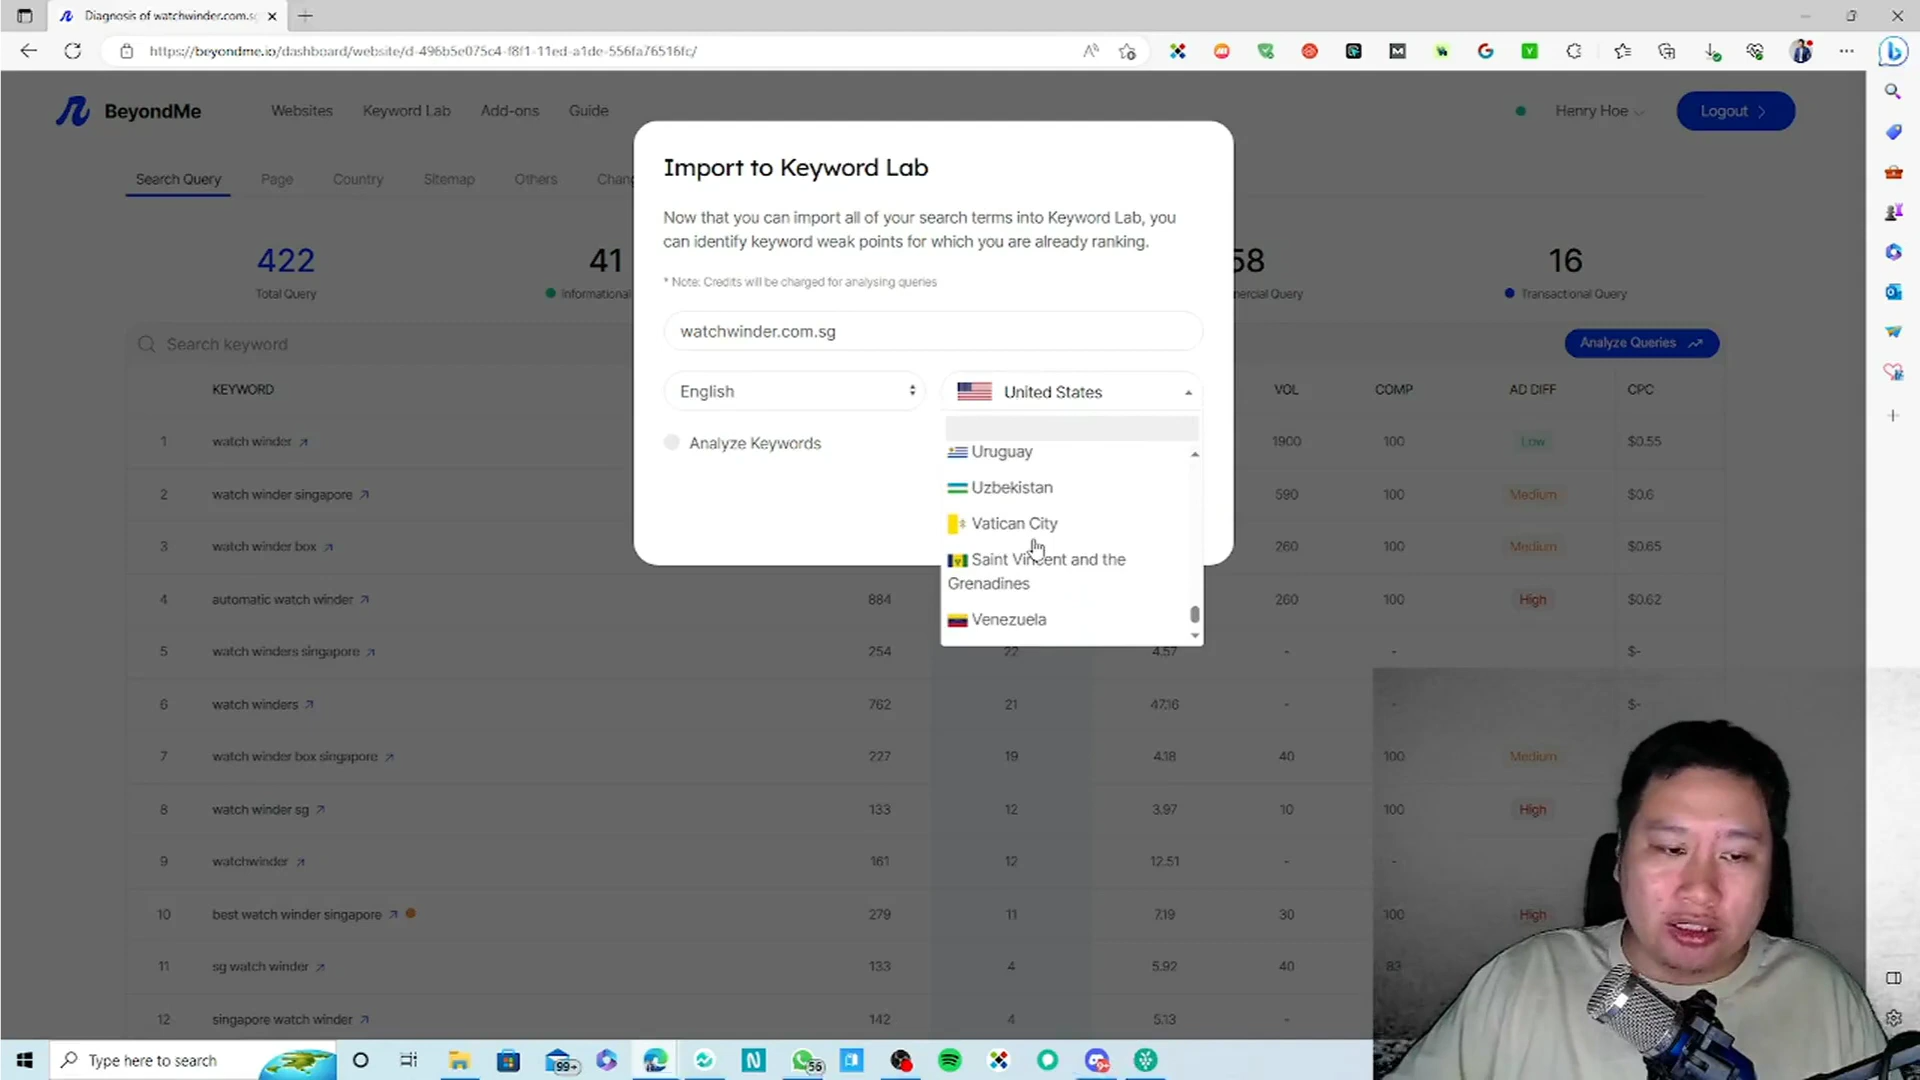 Diagnosis of watchwinder.com.sg
https://beyondme.io/dashboard/website/d-496b5e075c4-f8f1-11ed-a1de-556fa76516fc/
BeyondMe
Websites
Keyword Lab
Add-ons
Guide
Henry Hoe
Logout
Search Query
Page
Country
Sitemap
Others
Import to Keyword Lab
Now that you can import all of your search terms into Keyword Lab, you
can identify keyword weak points for which you are already ranking.
* Note: Credits will be charged for analysing queries
watchwinder.com.sg
English
United States
Analyze Keywords
Uruguay
Uzbekistan
Vatican City
Saint Vincent and the
Grenadines
Venezuela
422
Total Query
41
Informational
58
ercial Query
16
Transactional Query
Search keyword
Analyze Queries
KEYWORD VOL COMP AD DIFF CPC
1 watch winder 1900 100 Low $0.55
2 watch winder singapore 590 100 Medium $0.6
3 watch winder box 260 100 Medium $0.65
4 automatic watch winder 884 260 100 High $0.62
5 watch winders singapore 254 22 4.57 - - $-
6 watch winders 762 21 47.16 - - $-
7 watch winder box singapore 227 19 4.18 40 100 Medium
8 watch winder sg 133 12 3.97 10 100 High
9 watchwinder 161 12 12.51 - -
10 best watch winder singapore 279 11 7.19 30 100 High
11 sg watch winder 133 4 5.92 40 83
12 singapore watch winder 142 4 5.13 -
Type here to search
99+
56